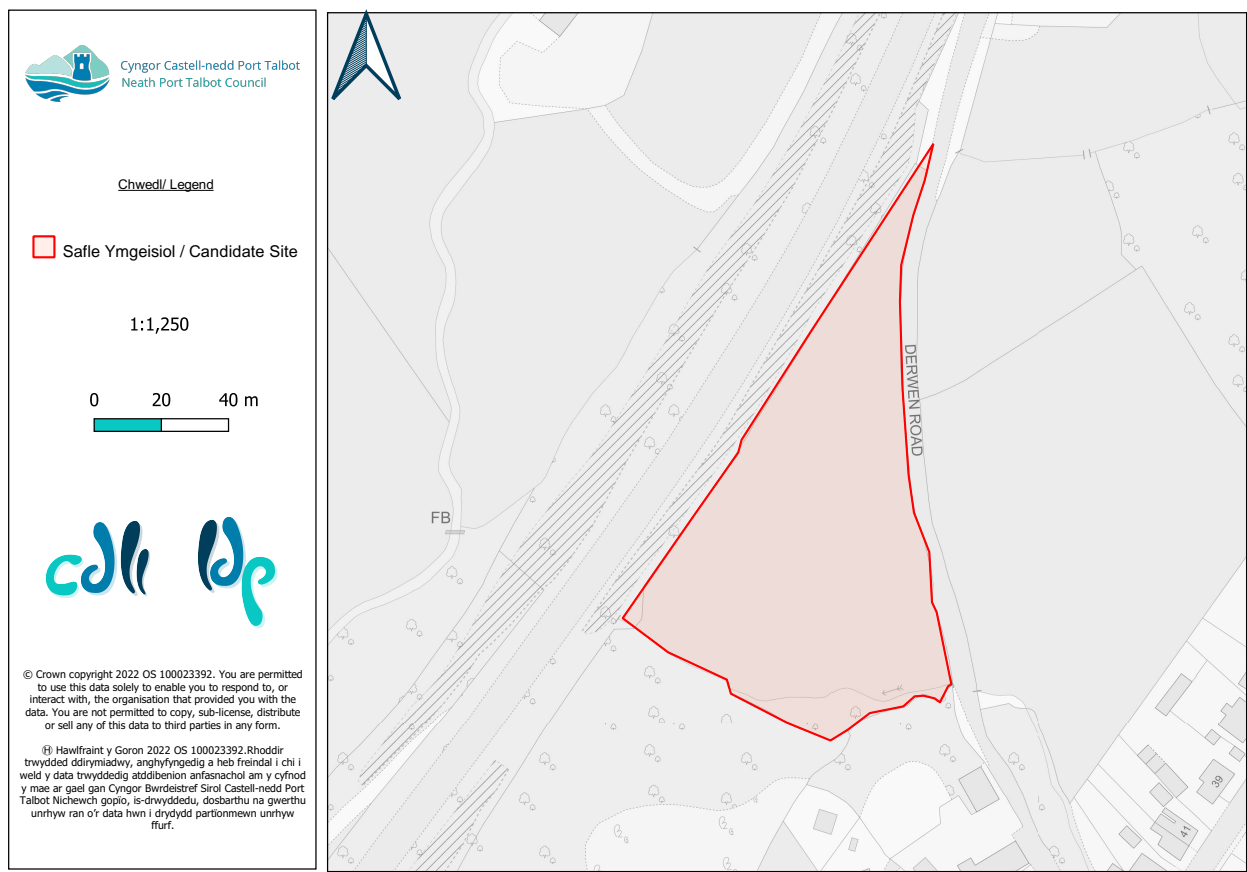 Cyngor Castell-nedd Port Talbot
Neath Port Talbot Council
Chwedl/ Legend
Safle Ymgeisiol / Candidate Site
1:1,250
0 20 40 m
cdll ldp
© Crown copyright 2022 OS 100023392. You are permitted
to use this data solely to enable you to respond to, or
interact with, the organisation that provided you with the
data. You are not permitted to copy, sub-license, distribute
or sell any of this data to third parties in any form.
Ⓗ Hawlfraint y Goron 2022 OS 100023392.Rhoddir
trwydded ddirymiadwy, anghyfyngedig a heb freindal i chi i
weld y data trwyddedig atddibenion anfasnachol am y cyfnod
y mae ar gael gan Cyngor Bwrdeistref Sirol Castell-nedd Port
Talbot Nichewch gopïo, is-drwyddedu, dosbarthu na gwerthu
unrhyw ran o'r data hwn i drydydd partïonmewn unrhyw
ffurf.
DERWEN ROAD
FB
39
41